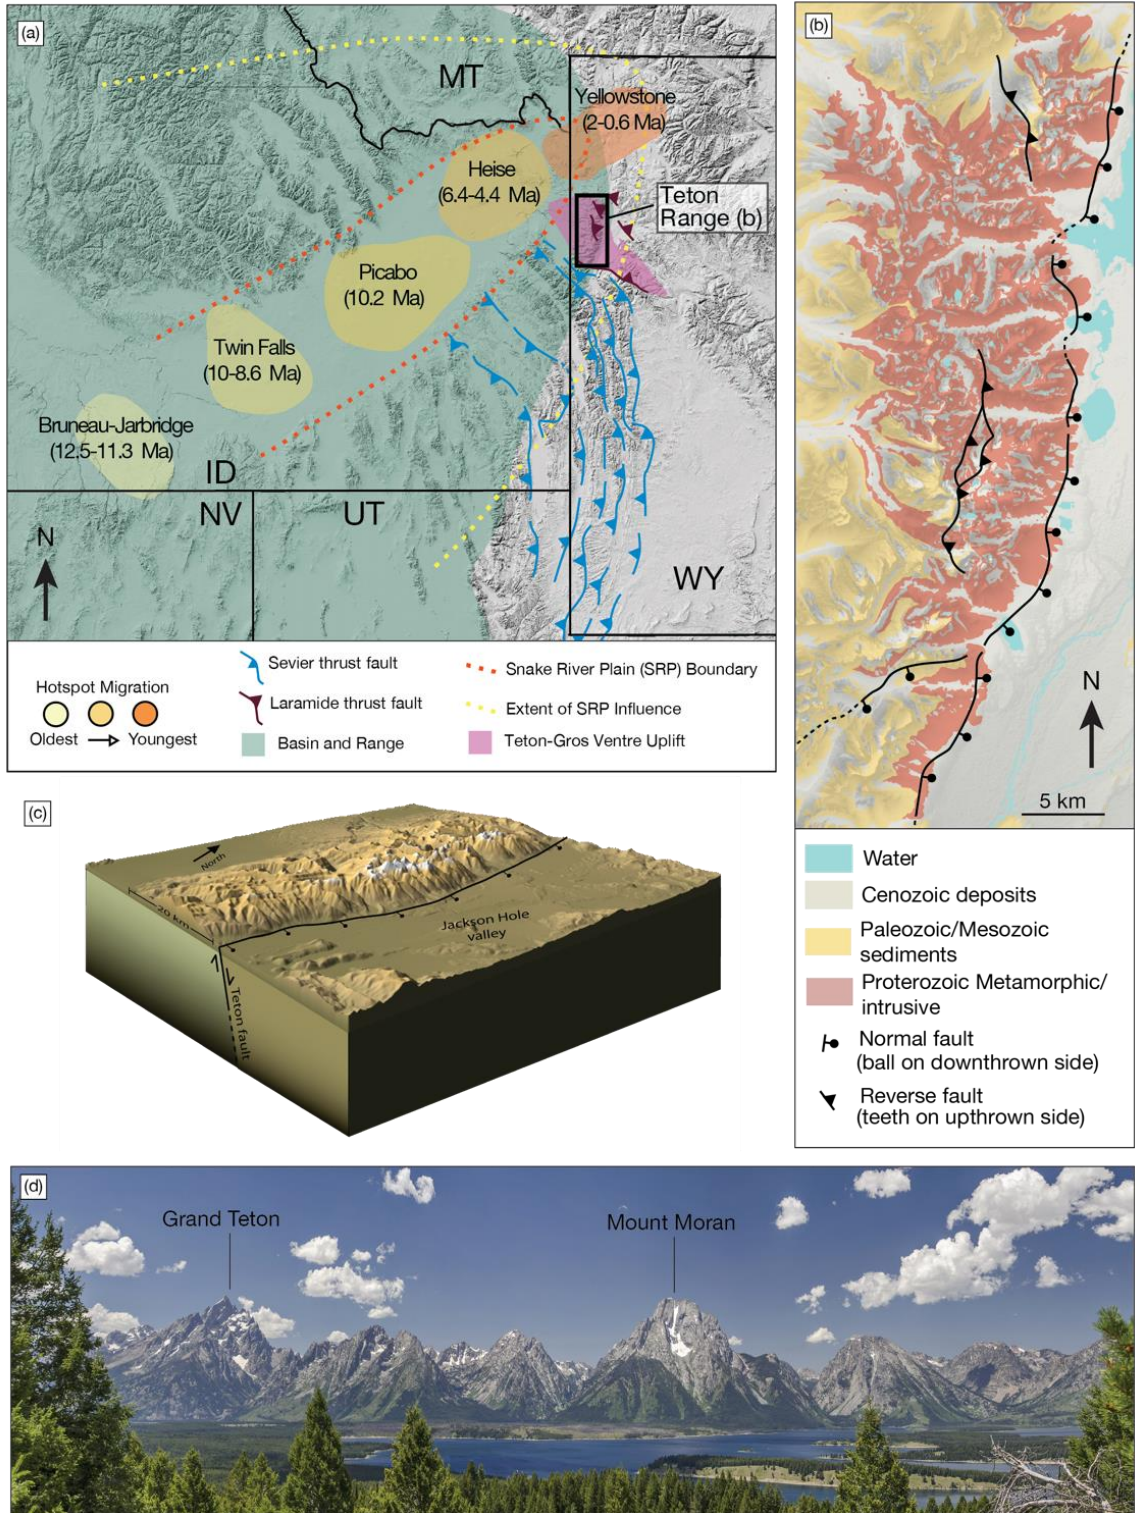 (a)
MT
Yellowstone
(2-0.6 Ma)
Heise
(6.4-4.4 Ma)
Teton
Range (b)
Picabo
(10.2 Ma)
Twin Falls
(10-8.6 Ma)
Bruneau-Jarbridge
(12.5-11.3 Ma)
ID
NV
UT
WY
N
Hotspot Migration
Oldest
Youngest
Sevier thrust fault
Laramide thrust fault
Basin and Range
Snake River Plain (SRP) Boundary
Extent of SRP Influence
Teton-Gros Ventre Uplift
(b)
N
5 km
Water
Cenozoic deposits
Paleozoic/Mesozoic
sediments
Proterozoic Metamorphic/
intrusive
Normal fault
(ball on downthrown side)
Reverse fault
(teeth on upthrown side)
(c)
North
20 km
Jackson Hole
valley
Teton fault
(d)
Grand Teton
Mount Moran